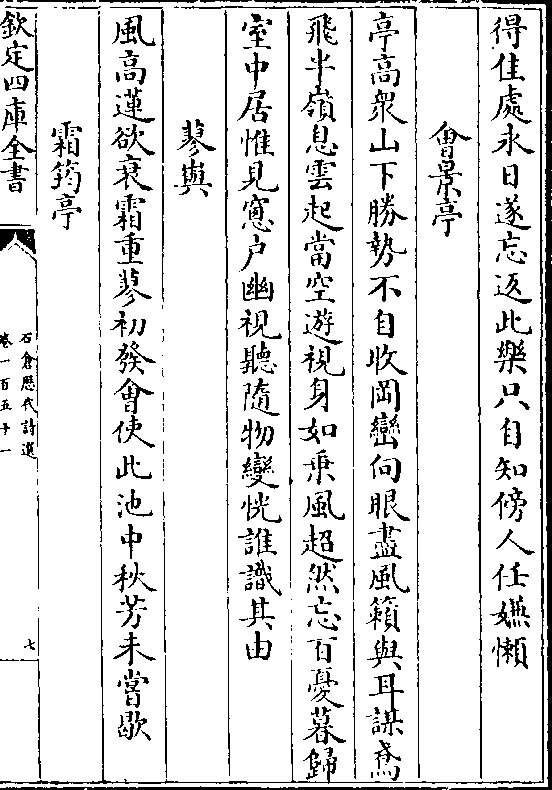 得佳處永日遂忘返此樂只自知傍人任嬾懶
會景亭
亭高衆山下勝勢不自收岡巒向眼盡風籟與耳謀鳶
飛半嶺息雲起當空遊視身如乗風超然忘百憂暮歸
室中居惟見窻户幽視聽隨物變恍誰識其由
蓼㠘
風高蓮欲衰霜重蓼初發會使此池中秋芳未嘗歇
霜筠亭
欽定四庫全書
石倉歴代詩選
卷一百五十一
七